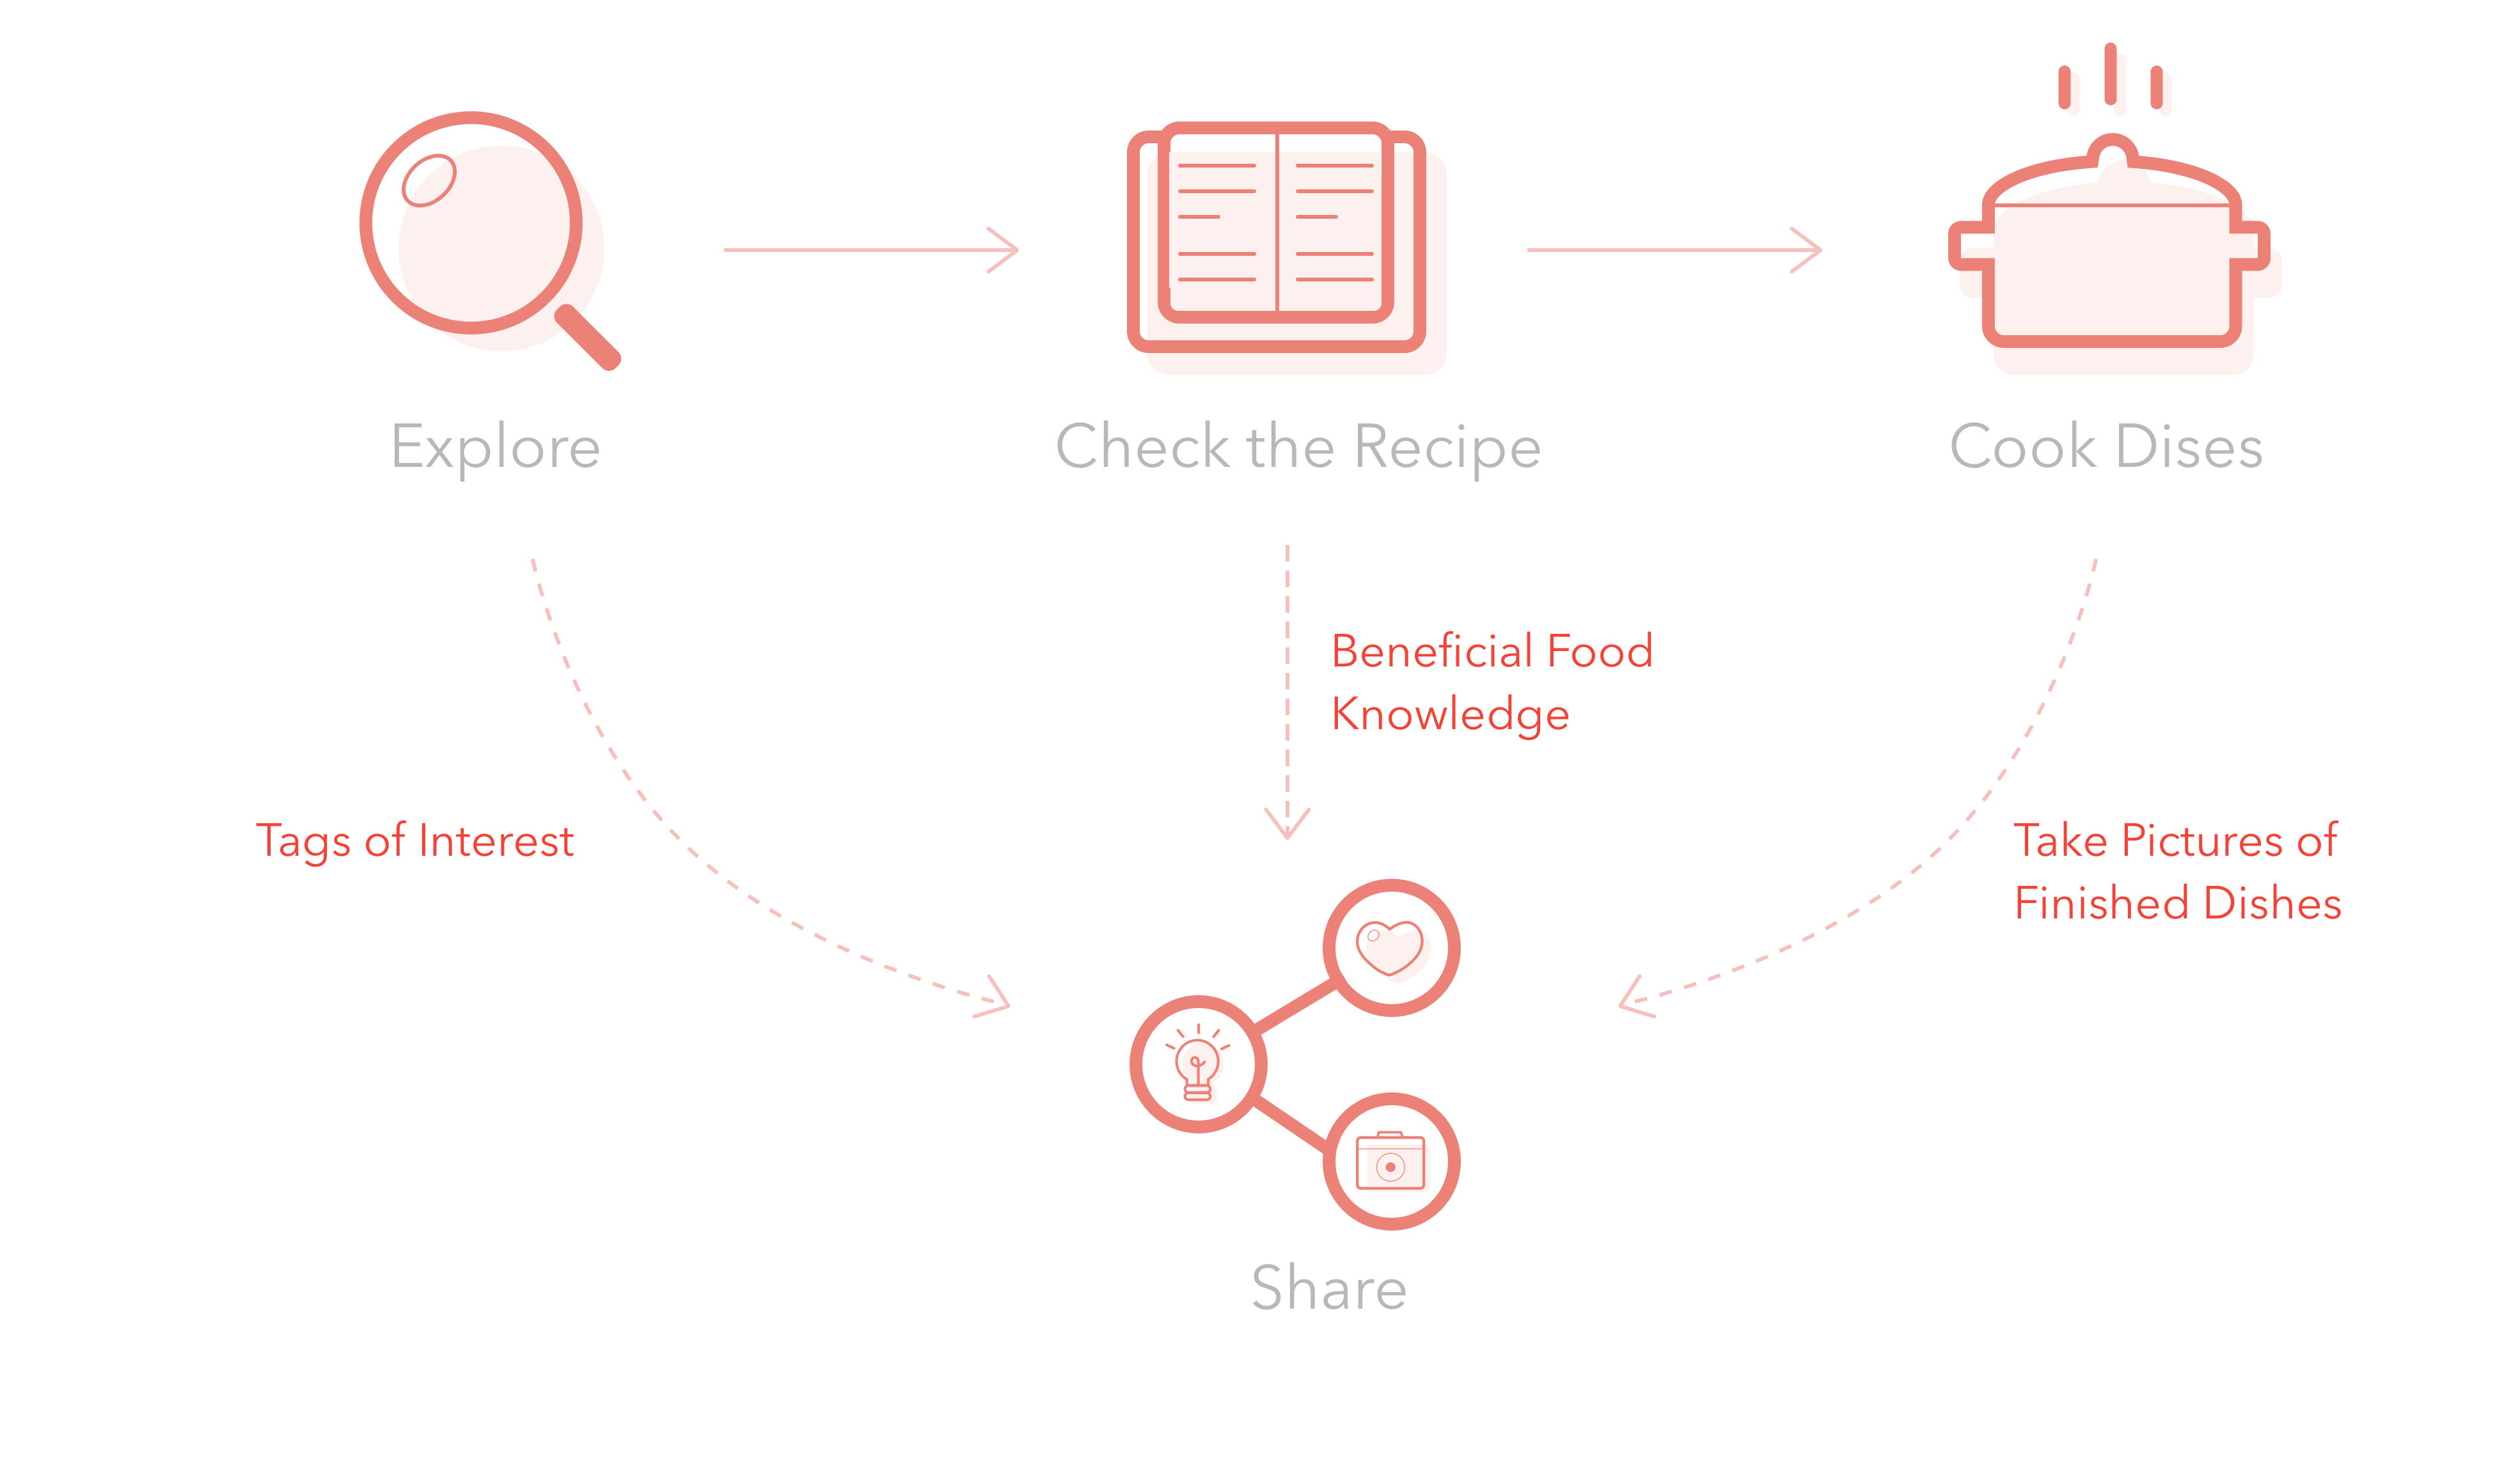 Explore
Check the Recipe
Cook Dises
Beneficial Food
Knowledge
Tags of Interest
Take Pictures of
Finished Dishes
Share